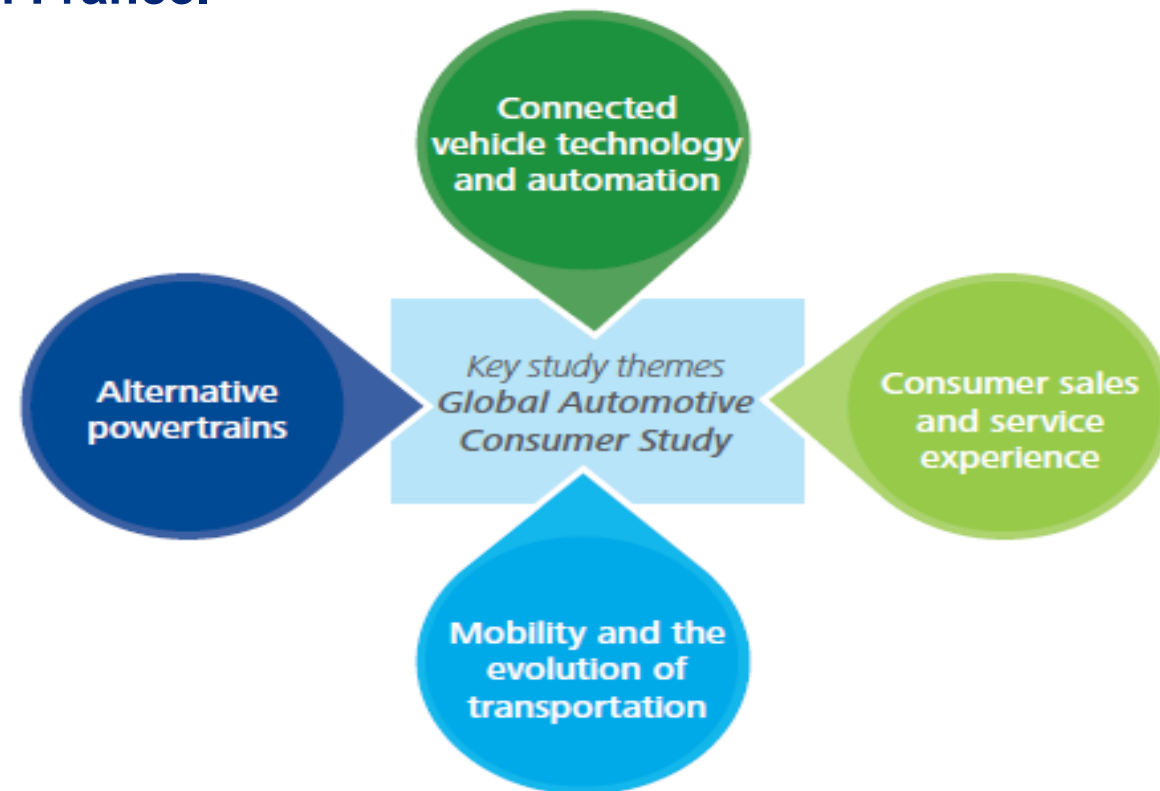 France.
Connected
vehicle technology
and automation
Alternative
powertrains
Key study themes
Global Automotive
Consumer Study
Consumer sales
and service
experience
Mobility and the
evolution of
transportation